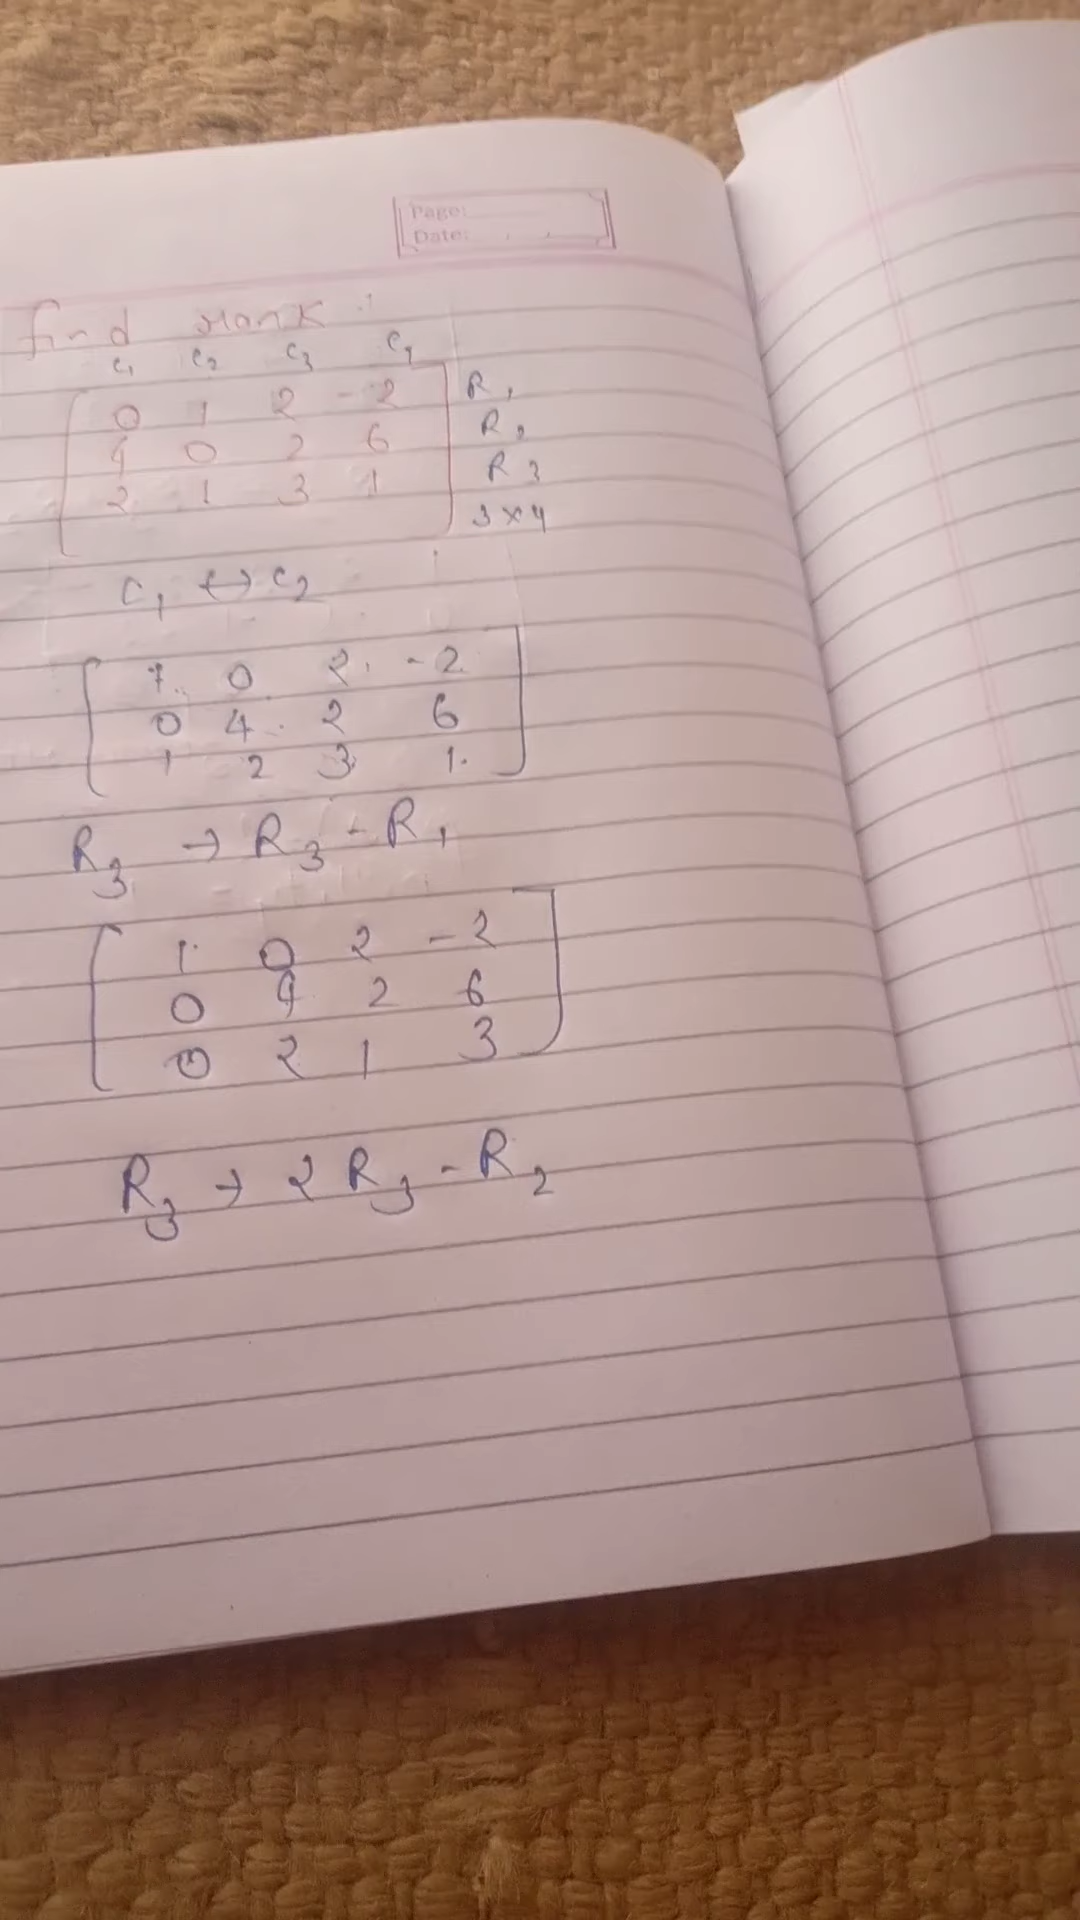 Page:
Date:
find rank :
C1 C2 C3 C4
0 1 2 -2 R1
4 0 2 6 R2
2 1 3 1 R3
3×4
C1 ↔ C2
1 0 2 -2
0 4 2 6
1 2 3 1
R3 → R3 - R1
1 0 2 -2
0 4 2 6
0 2 1 3
R3 → 2R3 - R2